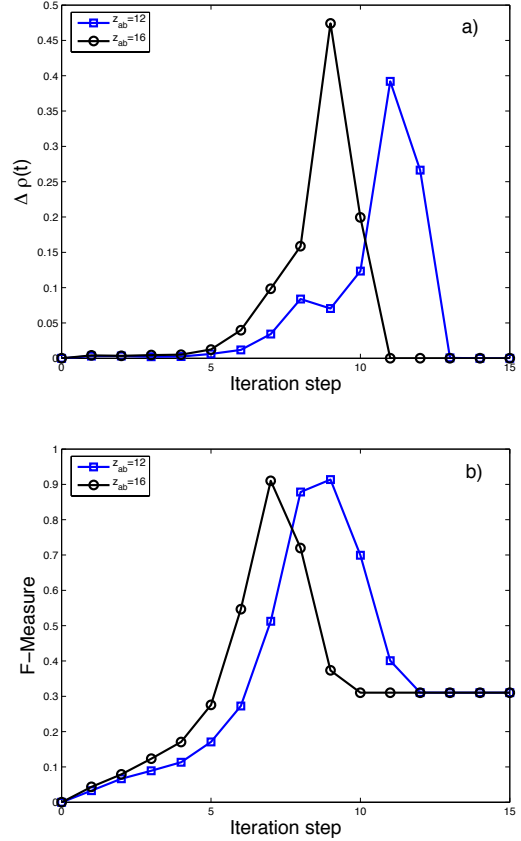 0.5
0.45
0.4
0.35
0.3
0.25
0.2
0.15
0.1
0.05
0
Δ ρ(t)
z_ab=12
z_ab=16
a)
0 5 10 15
Iteration step
1
0.9
0.8
0.7
0.6
0.5
0.4
0.3
0.2
0.1
0
F−Measure
z_ab=12
z_ab=16
b)
0 5 10 15
Iteration step